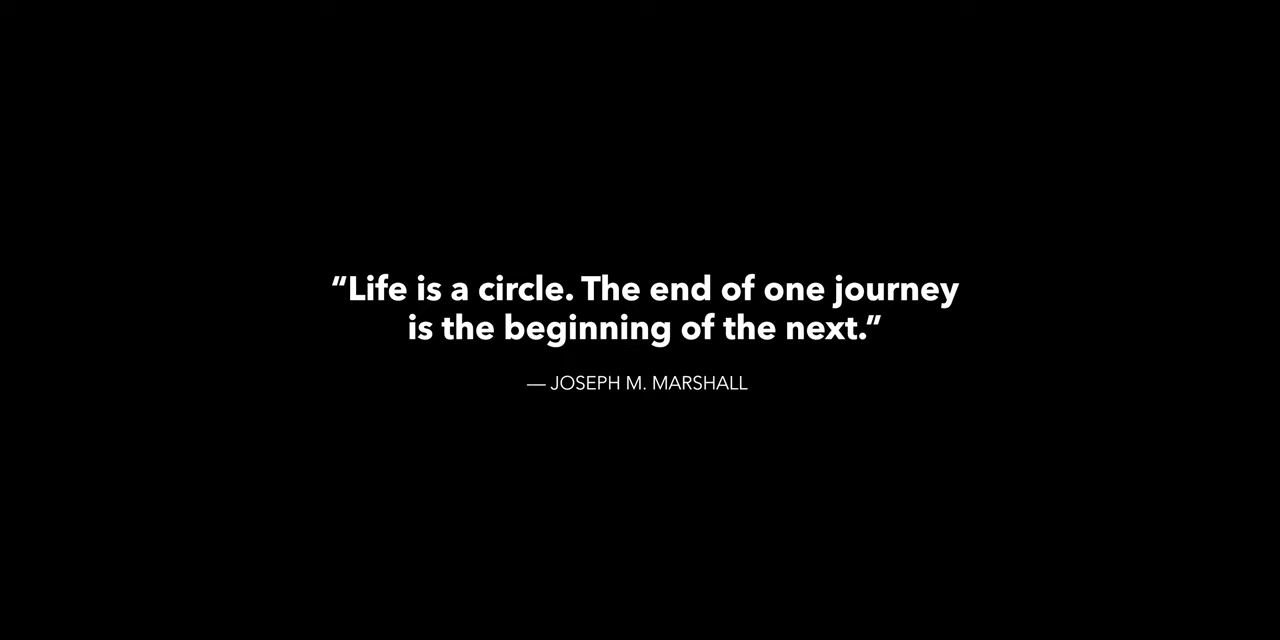 “Life is a circle. The end of one journey
is the beginning of the next.”
— JOSEPH M. MARSHALL